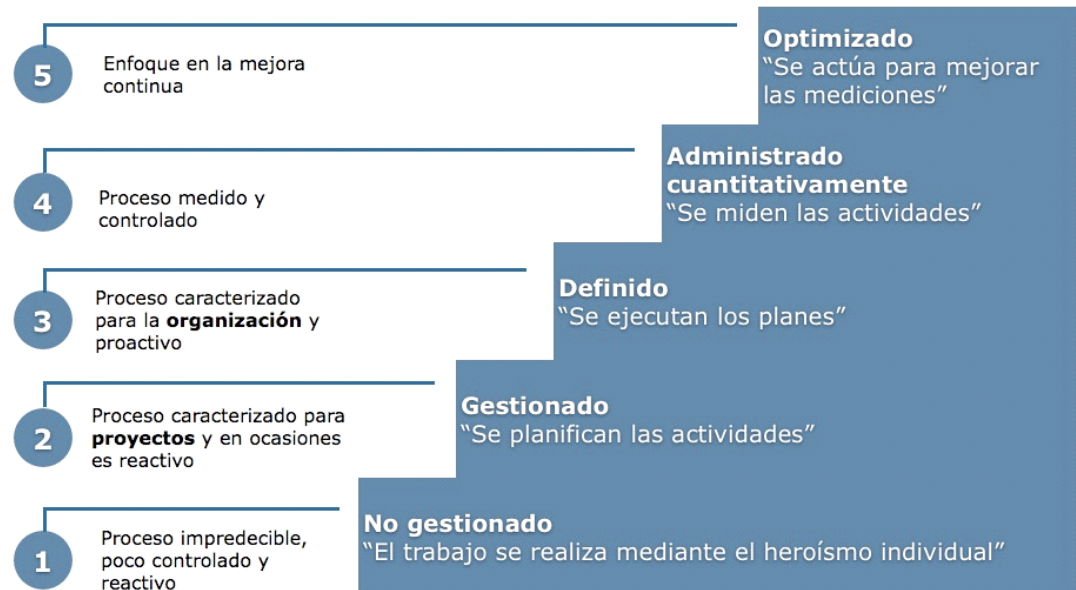 5
Enfoque en la mejora
continua
Optimizado
“Se actúa para mejorar
las mediciones”
4
Proceso medido y
controlado
Administrado
cuantitativamente
“Se miden las actividades”
3
Proceso caracterizado
para la organización y
proactivo
Definido
“Se ejecutan los planes”
2
Proceso caracterizado para
proyectos y en ocasiones
es reactivo
Gestionado
“Se planifican las actividades”
1
Proceso impredecible,
poco controlado y
reactivo
No gestionado
“El trabajo se realiza mediante el heroísmo individual”